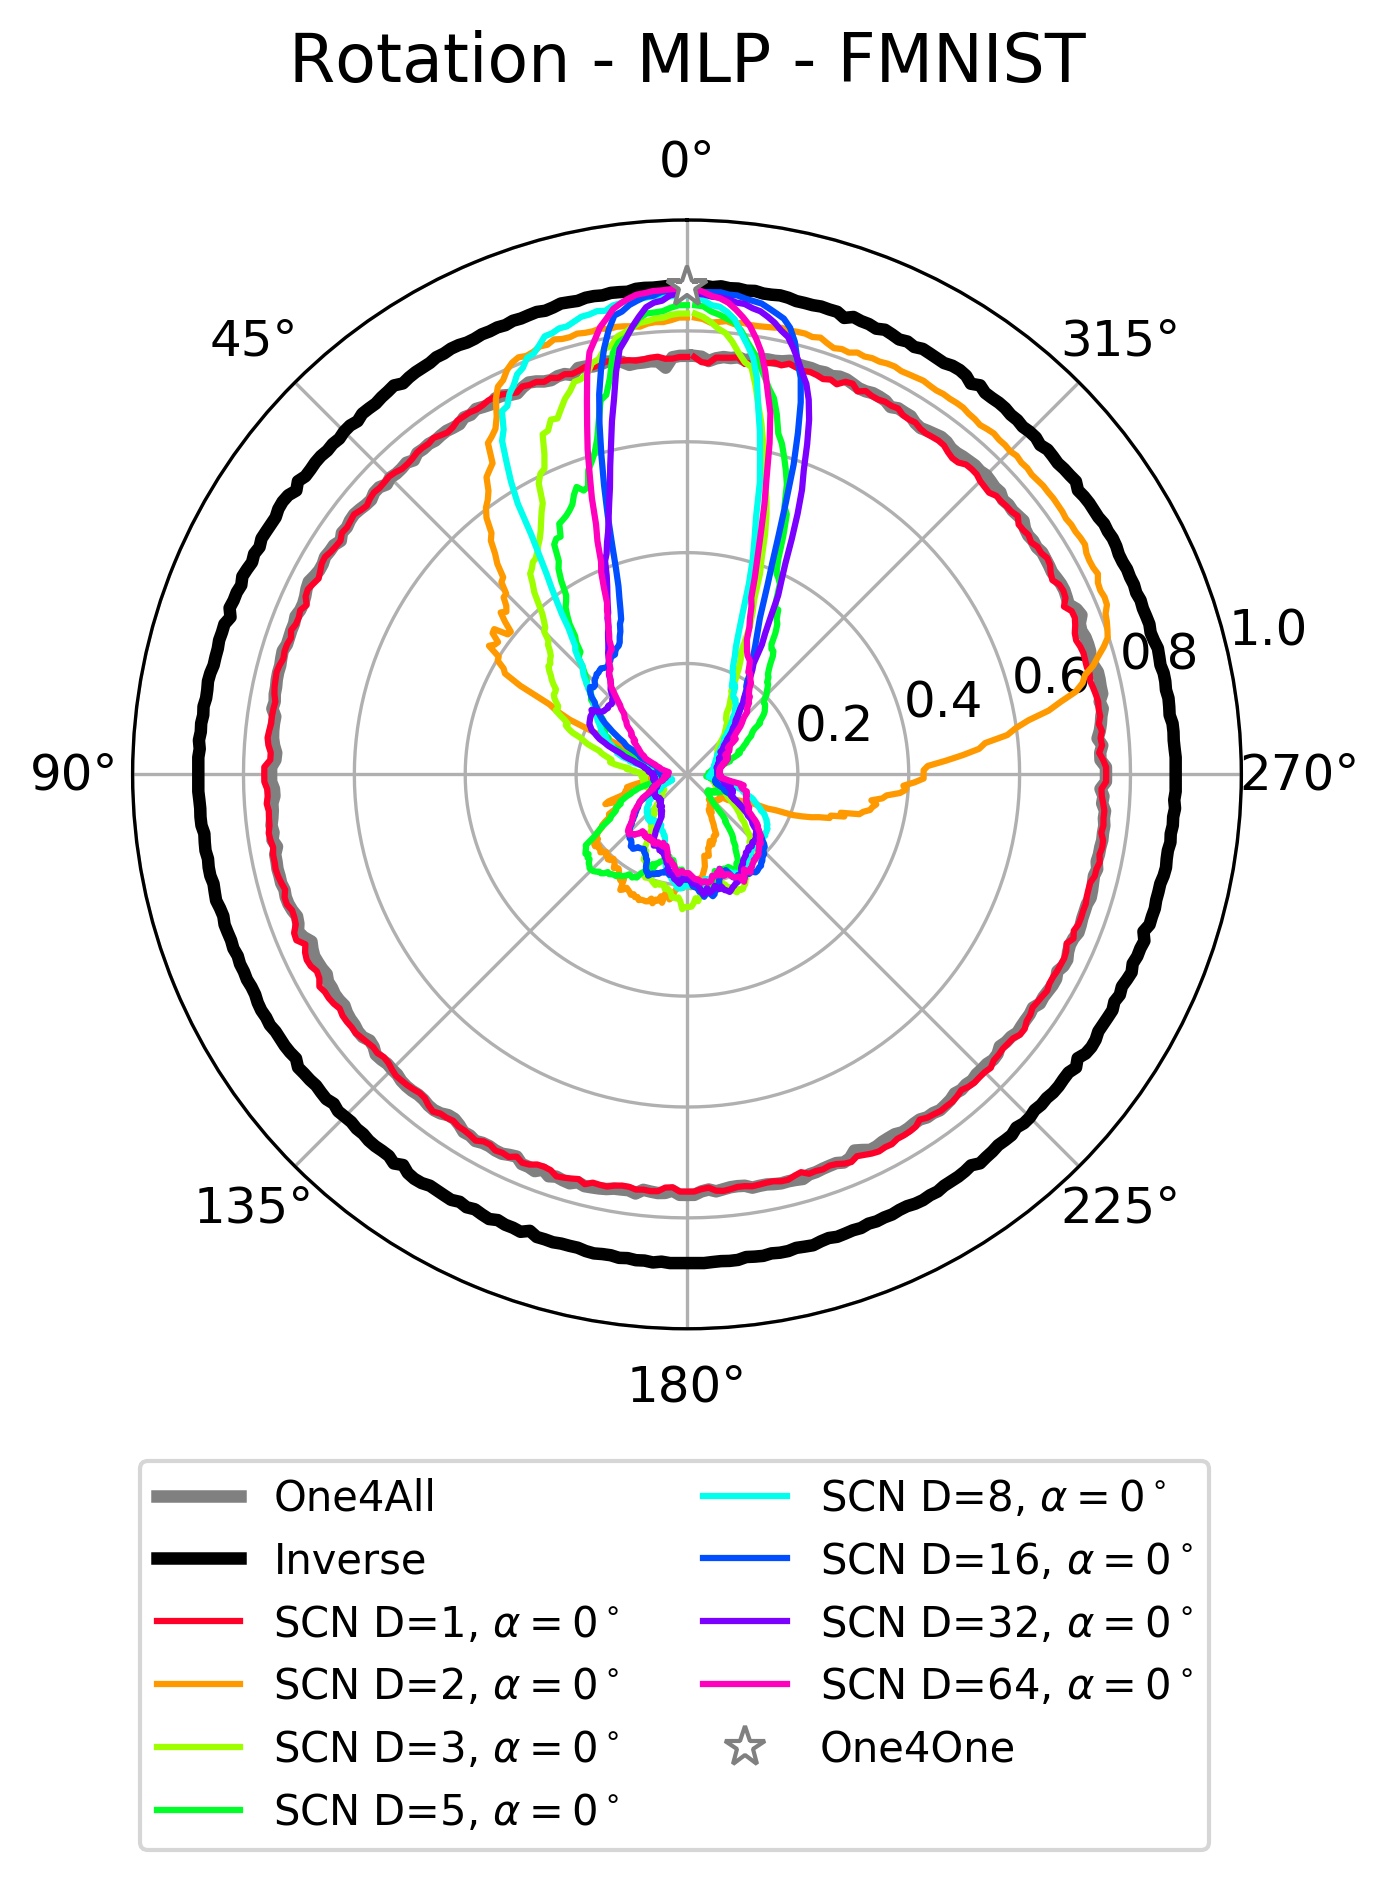 Rotation - MLP - FMNIST
0°
45°
315°
1.0
0.8
0.6
0.4
0.2
90°
270°
135°
225°
180°
One4All
Inverse
SCN D=1, α = 0°
SCN D=2, α = 0°
SCN D=3, α = 0°
SCN D=5, α = 0°
SCN D=8, α = 0°
SCN D=16, α = 0°
SCN D=32, α = 0°
SCN D=64, α = 0°
One4One